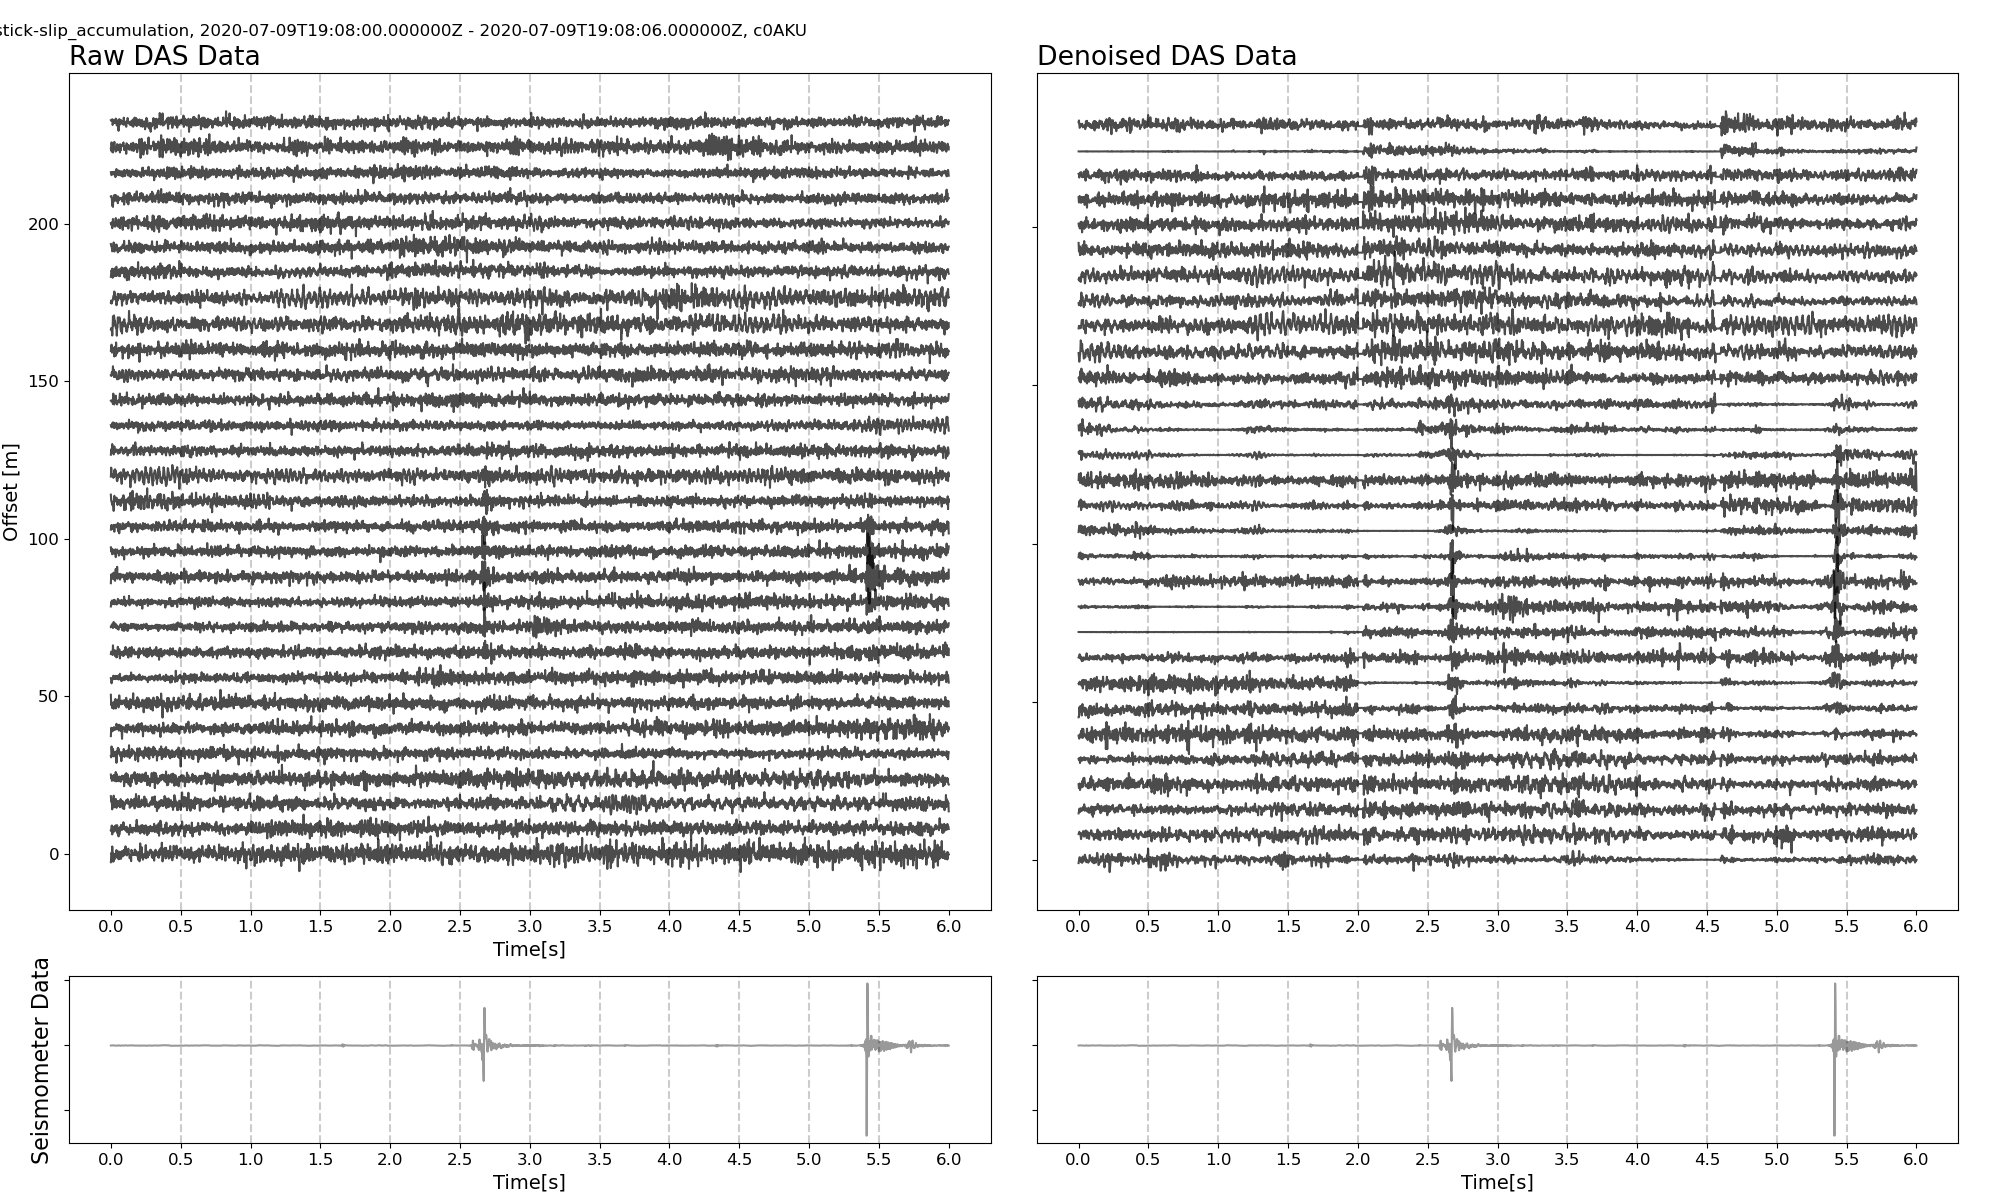 stick-slip_accumulation, 2020-07-09T19:08:00.000000Z - 2020-07-09T19:08:06.000000Z, c0AKU
Raw DAS Data
Denoised DAS Data
Offset [m]
200
150
100
50
0
0.0 0.5 1.0 1.5 2.0 2.5 3.0 3.5 4.0 4.5 5.0 5.5 6.0
Time[s]
0.0 0.5 1.0 1.5 2.0 2.5 3.0 3.5 4.0 4.5 5.0 5.5 6.0
Seismometer Data
0.0 0.5 1.0 1.5 2.0 2.5 3.0 3.5 4.0 4.5 5.0 5.5 6.0
Time[s]
0.0 0.5 1.0 1.5 2.0 2.5 3.0 3.5 4.0 4.5 5.0 5.5 6.0
Time[s]